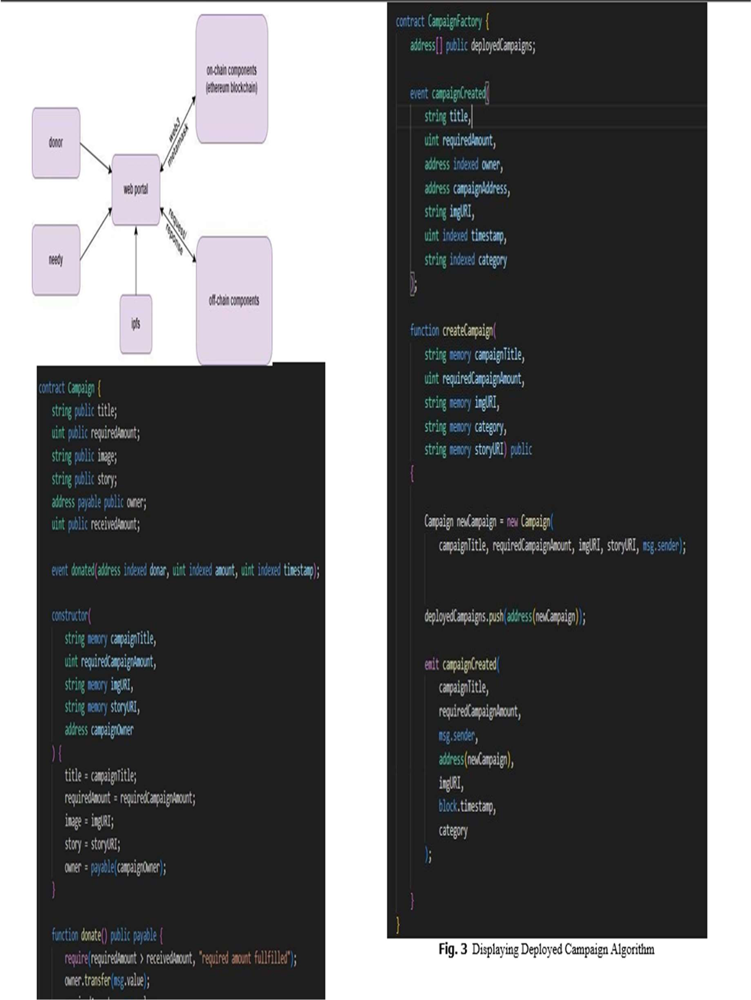 on-chain components
(ethereum blockchain)
donor
web3
metamask
web portal
request/
reponse
needy
off-chain components
ipfs
contract Campaign {
string public title;
uint public requiredAmount;
string public image;
string public story;
address payable public owner;
uint public receivedAmount;
event donated(address indexed donar, uint indexed amount, uint indexed timestamp);
constructor(
string memory campaignTitle,
uint requiredCampaignAmount,
string memory imgURI,
string memory storyURI,
address campaignOwner
) {
title = campaignTitle;
requiredAmount = requiredCampaignAmount;
image = imgURI;
story = storyURI;
owner = payable(campaignOwner);
}
function donate() public payable {
require(requiredAmount > receivedAmount, "required amount fullfilled");
owner.transfer(msg.value);
contract CampaignFactory {
address[] public deployedCampaigns;
event campaignCreated(
string title,
uint requiredAmount,
address indexed owner,
address campaignAddress,
string imgURI,
uint indexed timestamp,
string indexed category
);
function createCampaign(
string memory campaignTitle,
uint requiredCampaignAmount,
string memory imgURI,
string memory category,
string memory storyURI) public
{
Campaign newCampaign = new Campaign(
campaignTitle, requiredCampaignAmount, imgURI, storyURI, msg.sender);
deployedCampaigns.push(address(newCampaign));
emit campaignCreated(
campaignTitle,
requiredCampaignAmount,
msg.sender,
address(newCampaign),
imgURI,
block.timestamp,
category
);
}
}
Fig. 3 Displaying Deployed Campaign Algorithm